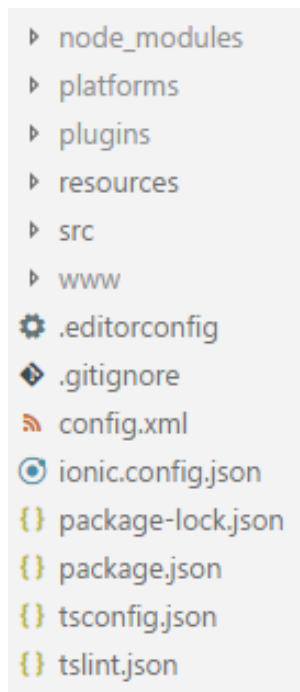 node_modules
platforms
plugins
resources
src
www
.editorconfig
.gitignore
config.xml
ionic.config.json
package-lock.json
package.json
tsconfig.json
tslint.json